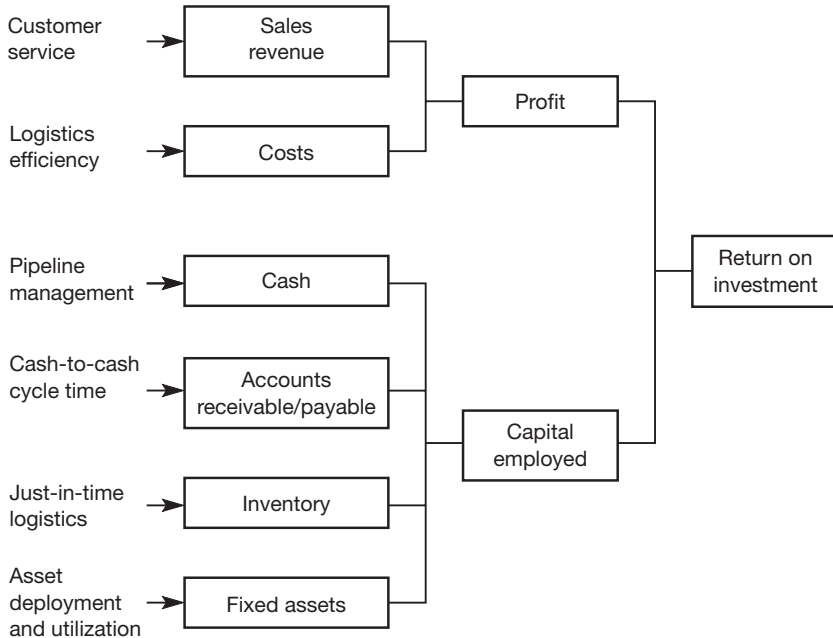 Customer
service
Sales
revenue
Profit
Logistics
efficiency
Costs
Return on
investment
Pipeline
management
Cash
Cash-to-cash
cycle time
Accounts
receivable/payable
Capital
employed
Just-in-time
logistics
Inventory
Asset
deployment
and utilization
Fixed assets